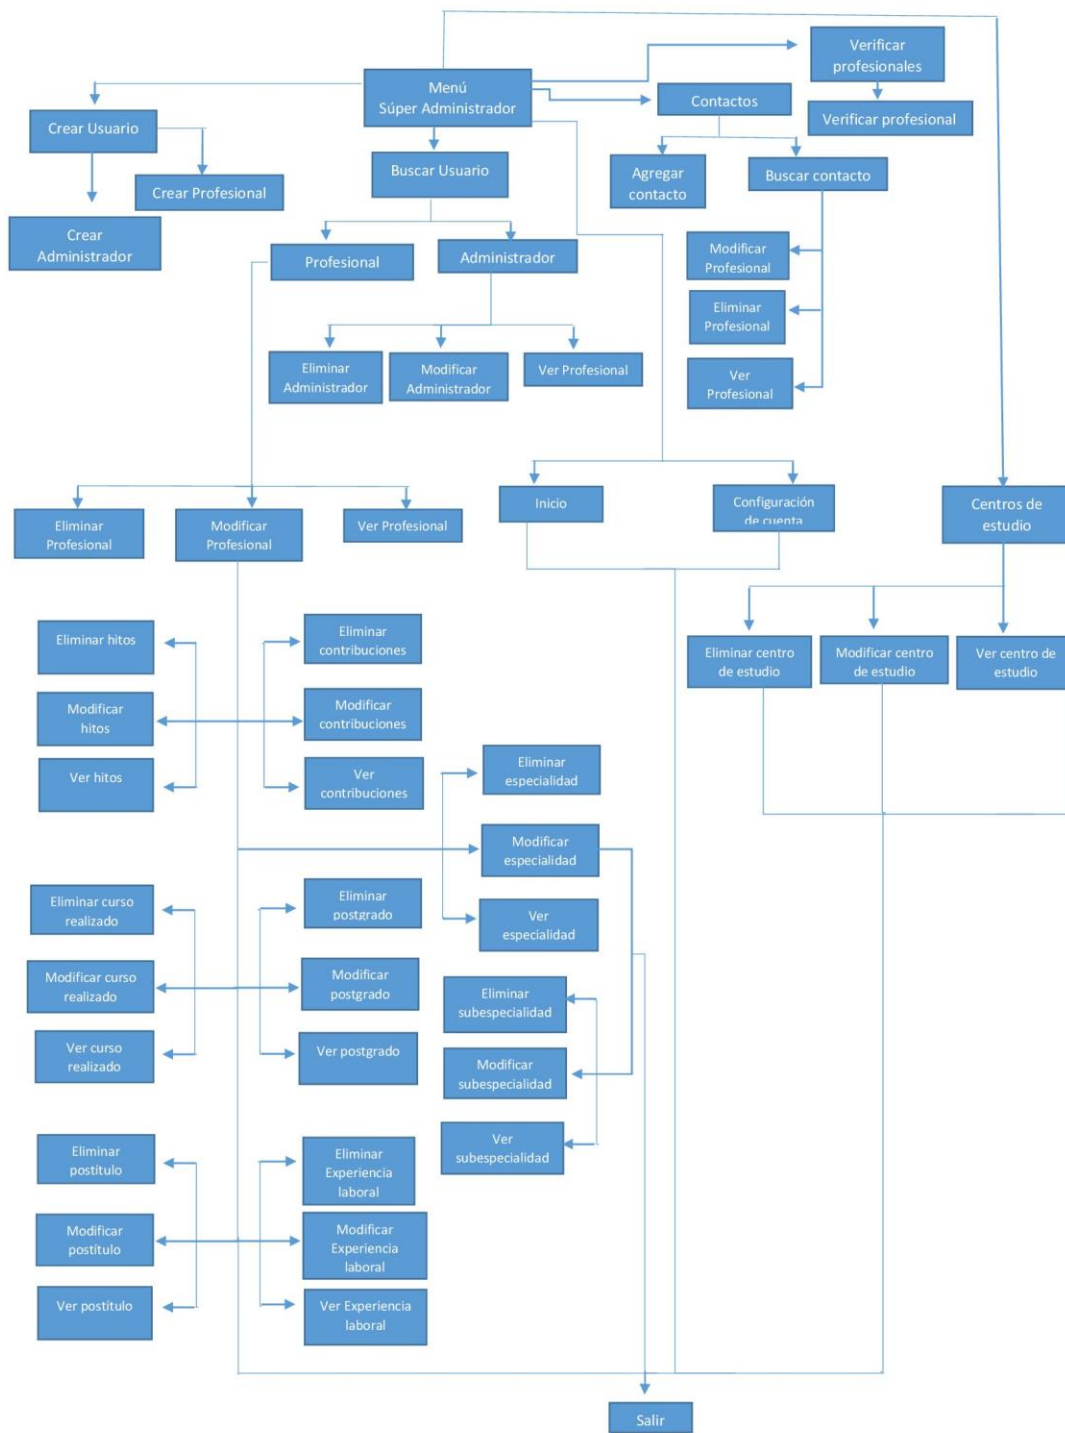 Verificar
profesionales
Menú
Súper Administrador
Contactos
Verificar profesional
Crear Usuario
Buscar Usuario
Agregar
contacto
Buscar contacto
Crear Profesional
Crear
Administrador
Profesional
Administrador
Modificar
Profesional
Eliminar
Profesional
Eliminar
Administrador
Modificar
Administrador
Ver Profesional
Ver
Profesional
Eliminar
Profesional
Modificar
Profesional
Ver Profesional
Inicio
Configuración
de cuenta
Centros de
estudio
Eliminar hitos
Eliminar
contribuciones
Eliminar centro
de estudio
Modificar centro
de estudio
Ver centro de
estudio
Modificar
hitos
Modificar
contribuciones
Ver hitos
Ver
contribuciones
Eliminar
especialidad
Modificar
especialidad
Eliminar curso
realizado
Eliminar
postgrado
Ver
especialidad
Modificar curso
realizado
Modificar
postgrado
Eliminar
subespecialidad
Ver curso
realizado
Ver postgrado
Modificar
subespecialidad
Eliminar
postítulo
Eliminar
Experiencia
laboral
Ver
subespecialidad
Modificar
postítulo
Modificar
Experiencia
laboral
Ver postítulo
Ver Experiencia
laboral
Salir